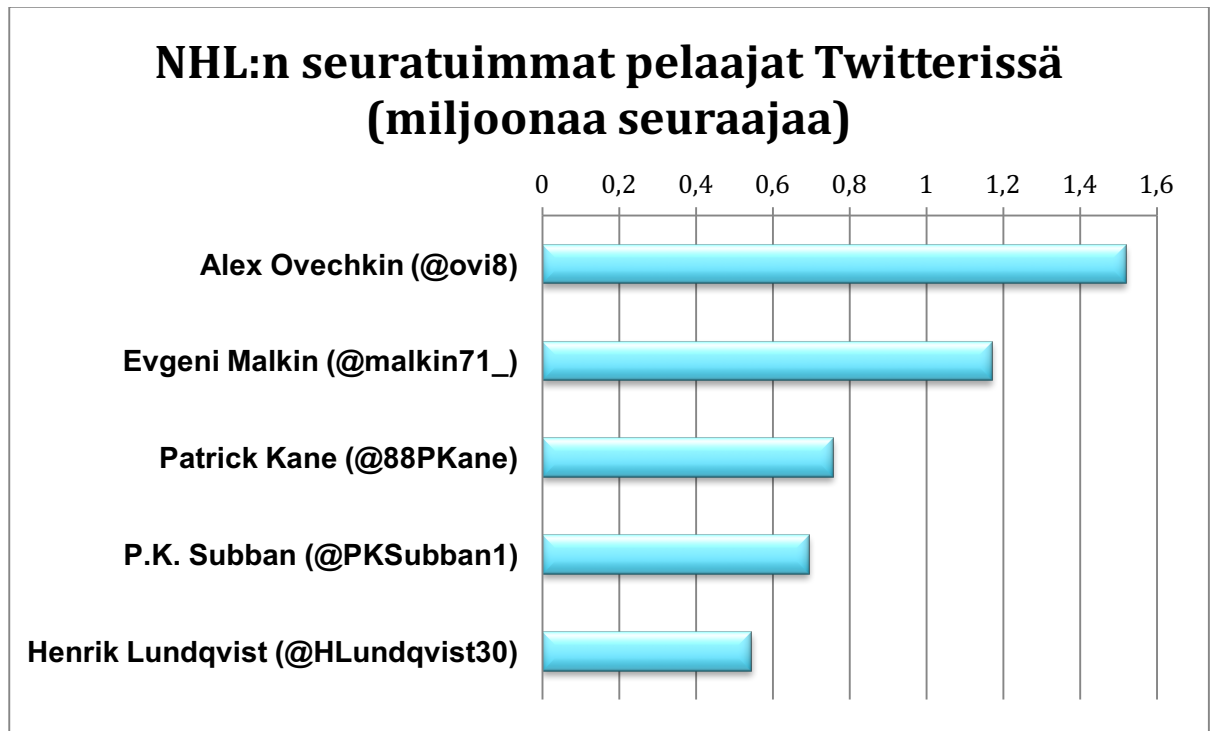 NHL:n seuratuimmat pelaajat Twitterissä
(miljoonaa seuraajaa)
0 0,2 0,4 0,6 0,8 1 1,2 1,4 1,6
Alex Ovechkin (@ovi8)
Evgeni Malkin (@malkin71_)
Patrick Kane (@88PKane)
P.K. Subban (@PKSubban1)
Henrik Lundqvist (@HLundqvist30)